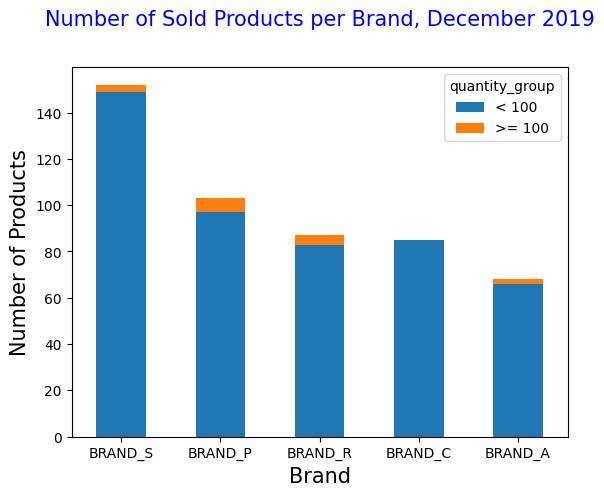 Number of Sold Products per Brand, December 2019
quantity_group
< 100
>= 100
Number of Products
140
120
100
80
60
40
20
0
BRAND_S
BRAND_P
BRAND_R
BRAND_C
BRAND_A
Brand